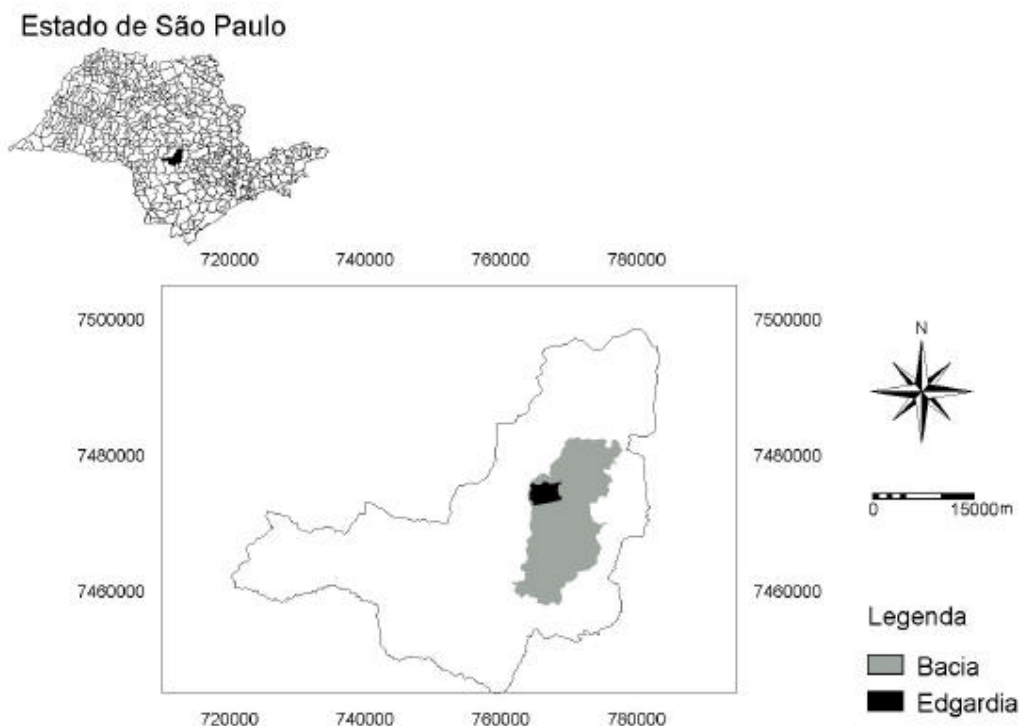 Estado de São Paulo
720000 740000 760000 780000
7500000 7500000
N
7480000 7480000
0 15000m
7460000 7460000
Legenda
Bacia
Edgardia
720000 740000 760000 780000